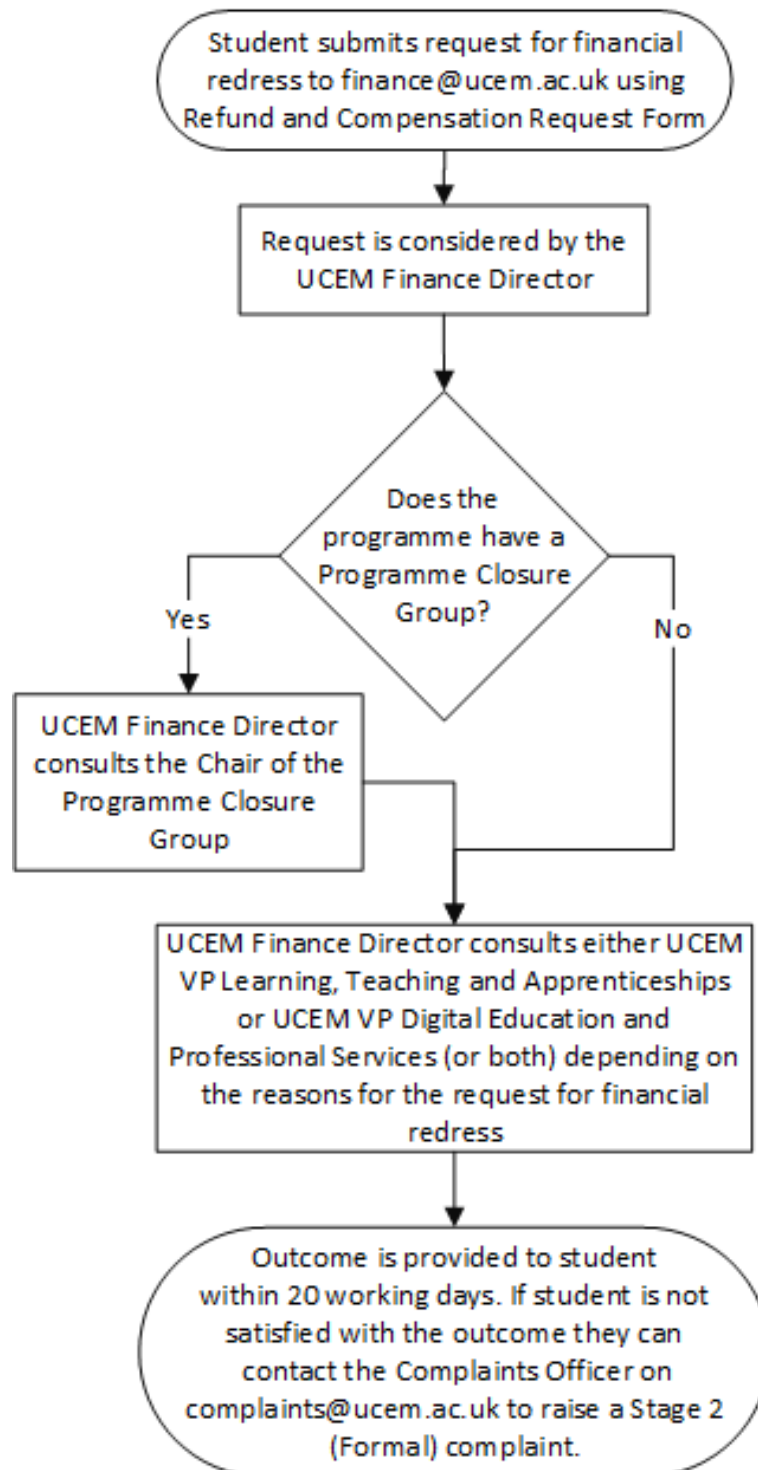 Student submits request for financial
redress to finance@ucem.ac.uk using
Refund and Compensation Request Form
Request is considered by the
UCEM Finance Director
Does the
programme have a
Programme Closure
Group?
Yes
No
UCEM Finance Director
consults the Chair of the
Programme Closure
Group
UCEM Finance Director consults either UCEM
VP Learning, Teaching and Apprenticeships
or UCEM VP Digital Education and
Professional Services (or both) depending on
the reasons for the request for financial
redress
Outcome is provided to student
within 20 working days. If student is not
satisfied with the outcome they can
contact the Complaints Officer on
complaints@ucem.ac.uk to raise a Stage 2
(Formal) complaint.